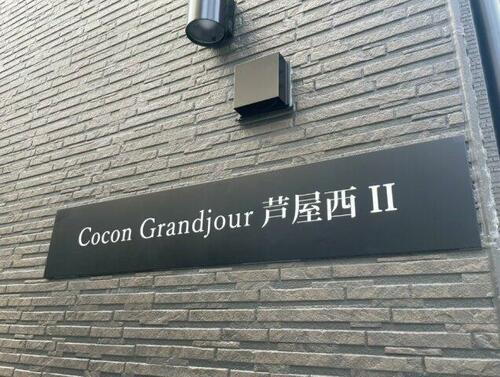 Cocon Grandjour 芦屋西 II